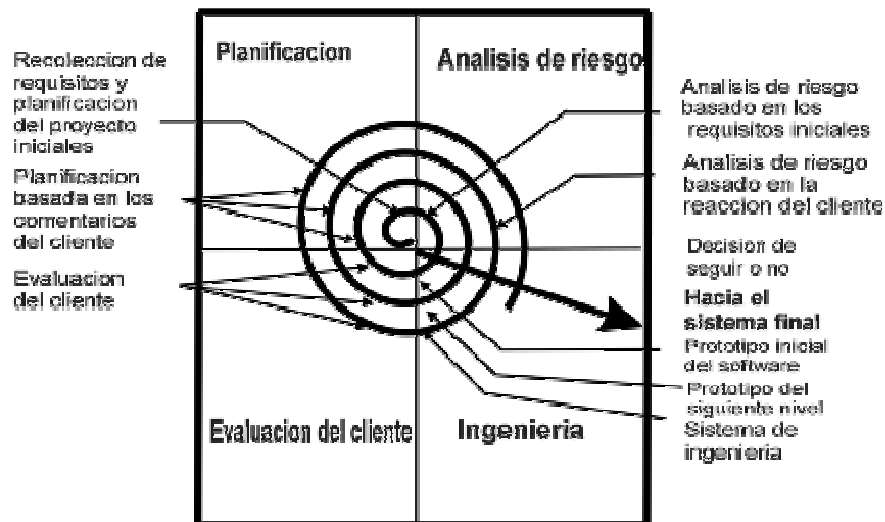 Planificacion
Analisis de riesgo
Recoleccion de
requisitos y
planificacion
del proyecto
iniciales
Planificacion
basada en los
comentarios
del cliente
Evaluacion
del cliente
Analisis de riesgo
basado en los
requisitos iniciales
Analisis de riesgo
basado en la
reaccion del cliente
Decision de
seguir o no
Hacia el
sistema final
Prototipo inicial
del software
Prototipo del
siguiente nivel
Sistema de
ingenieria
Evaluacion del cliente
Ingenieria